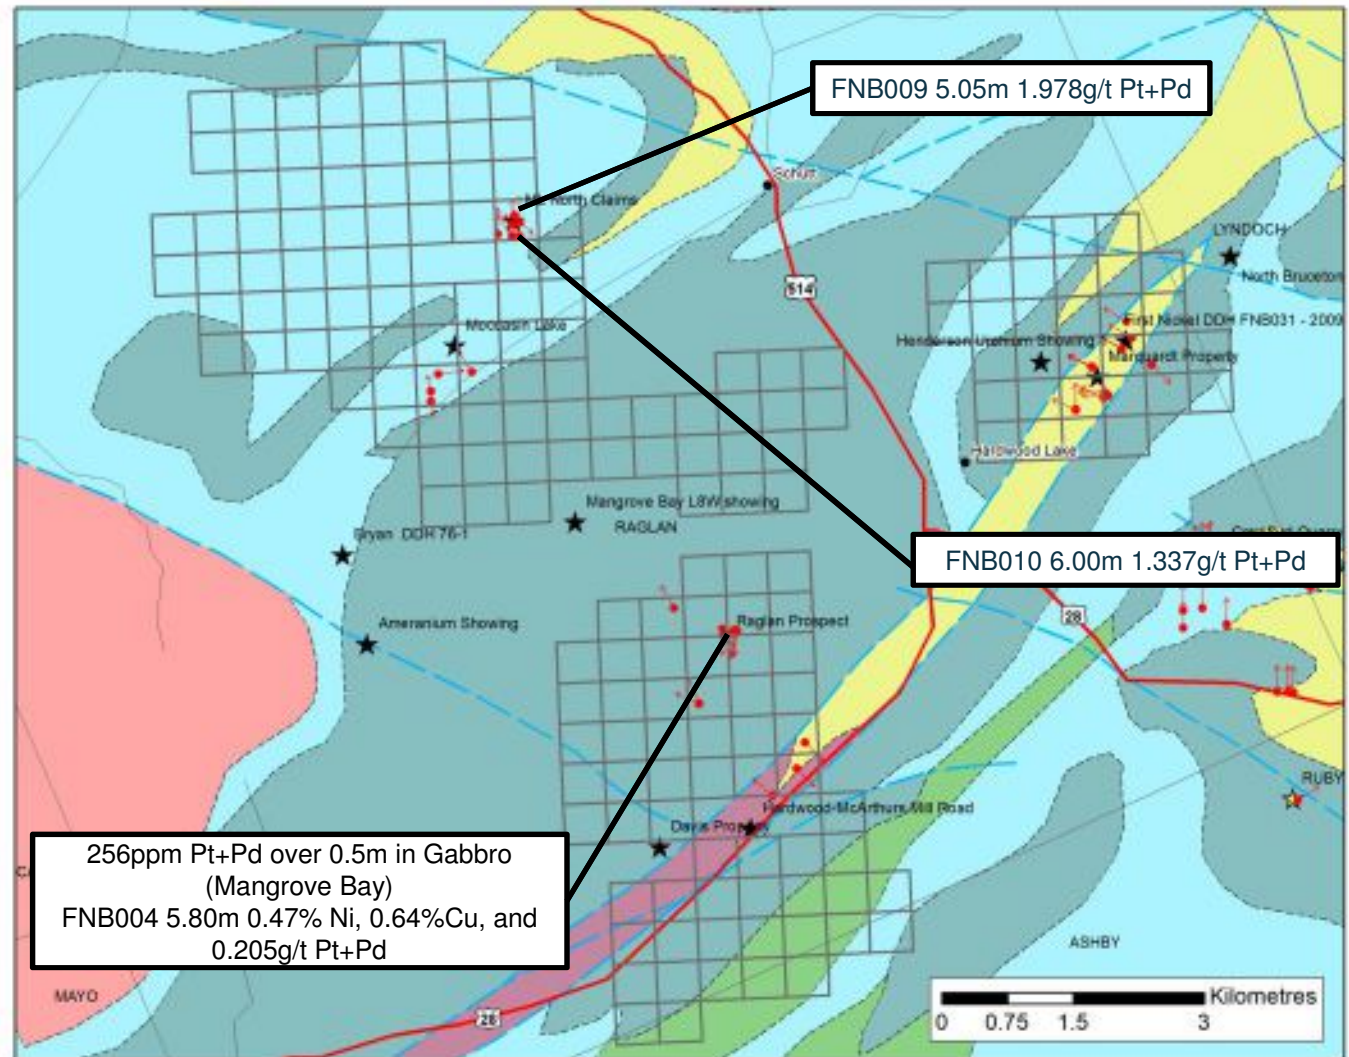 FNB009 5.05m 1.978g/t Pt+Pd
Schutt
North Claims
LYNDOCH
North Bruceton
514
First Nickel DDH FNB031 - 2009
Moccasin Lake
Henderson Uranium Showing
Marquardt Property
Hardwood Lake
Mangrove Bay L8W showing
RAGLAN
Bryan DDH 76-1
FNB010 6.00m 1.337g/t Pt+Pd
28
Ameranium Showing
Raglan Prospect
RUBY
Hardwood-McArthurs Mill Road
Davis Property
256ppm Pt+Pd over 0.5m in Gabbro
(Mangrove Bay)
FNB004 5.80m 0.47% Ni, 0.64%Cu, and
0.205g/t Pt+Pd
ASHBY
MAYO
28
Kilometres
0 0.75 1.5 3